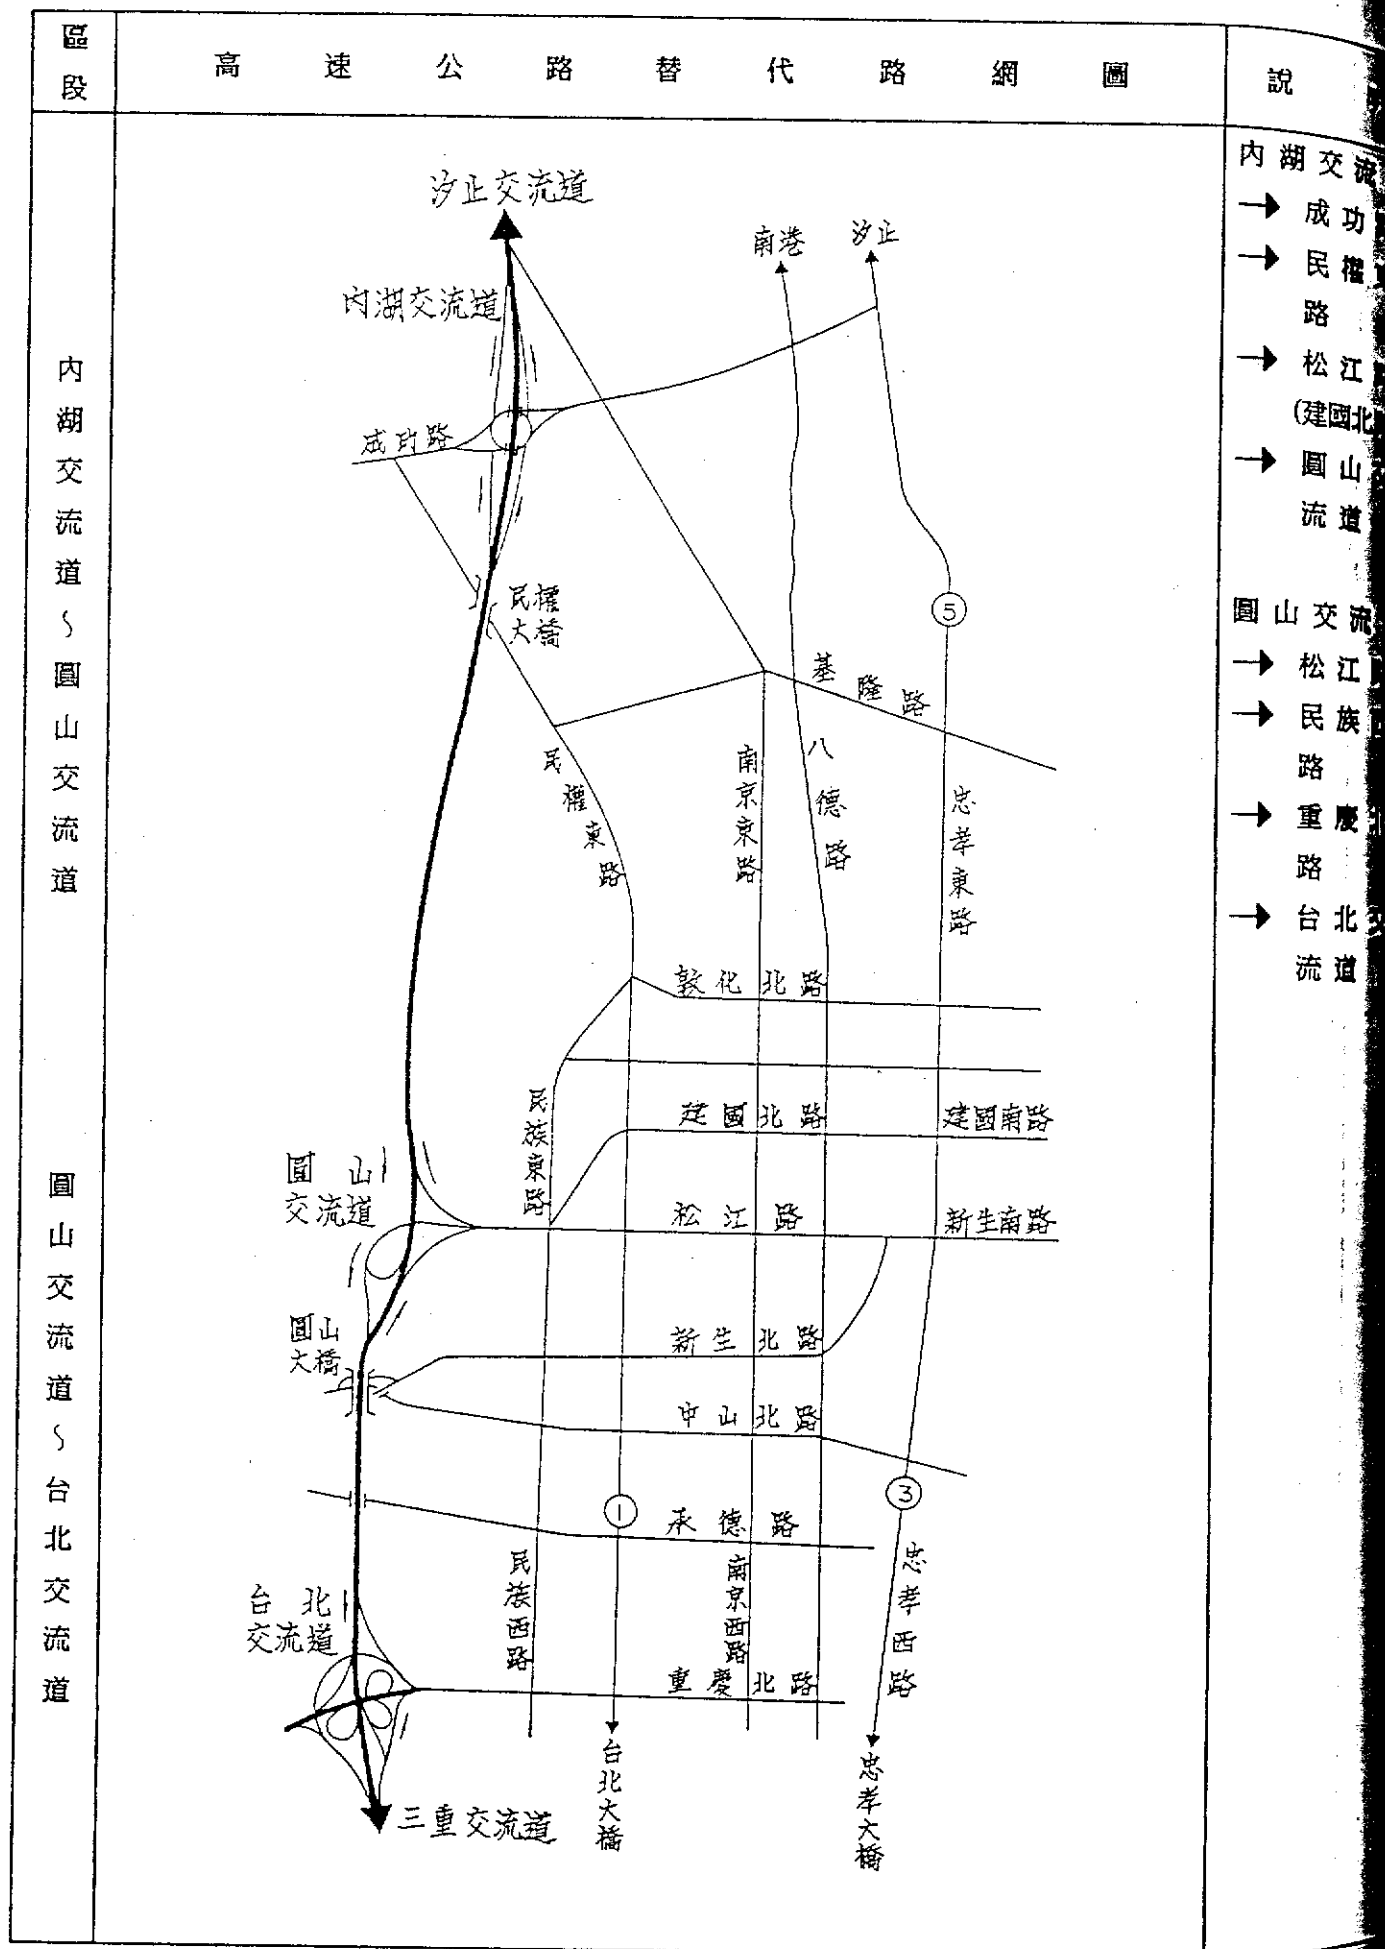 區段
高速公路替代路網圖
說
內湖交流道～圓山交流道
圓山交流道～台北交流道
汐止交流道
南港
汐止
內湖交流道
成功路
民權
大橋
⑤
基隆路
民權東路
南京東路
八德路
忠孝東路
敦化北路
民族東路
建國北路
建國南路
圓山
交流道
松江路
新生南路
圓山
大橋
新生北路
中山北路
①
③
承德路
民族西路
南京西路
忠孝西路
台北
交流道
重慶北路
台北大橋
忠孝大橋
三重交流道
內湖交流
→ 成功
→ 民權
路
→ 松江
(建國北
→ 圓山
流道
圓山交流
→ 松江
→ 民族
路
→ 重慶
路
→ 台北
流道